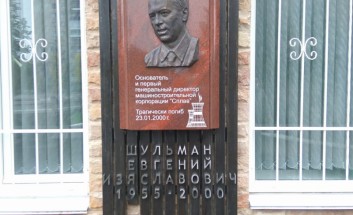 Основатель
и первый
генеральный директор
машиностроительной
корпорации "Сплав"
Трагически погиб
23.01.2000 г.
ШУЛЬМАН
ЕВГЕНИЙ
ИЗЯСЛАВОВИЧ
1955-2000